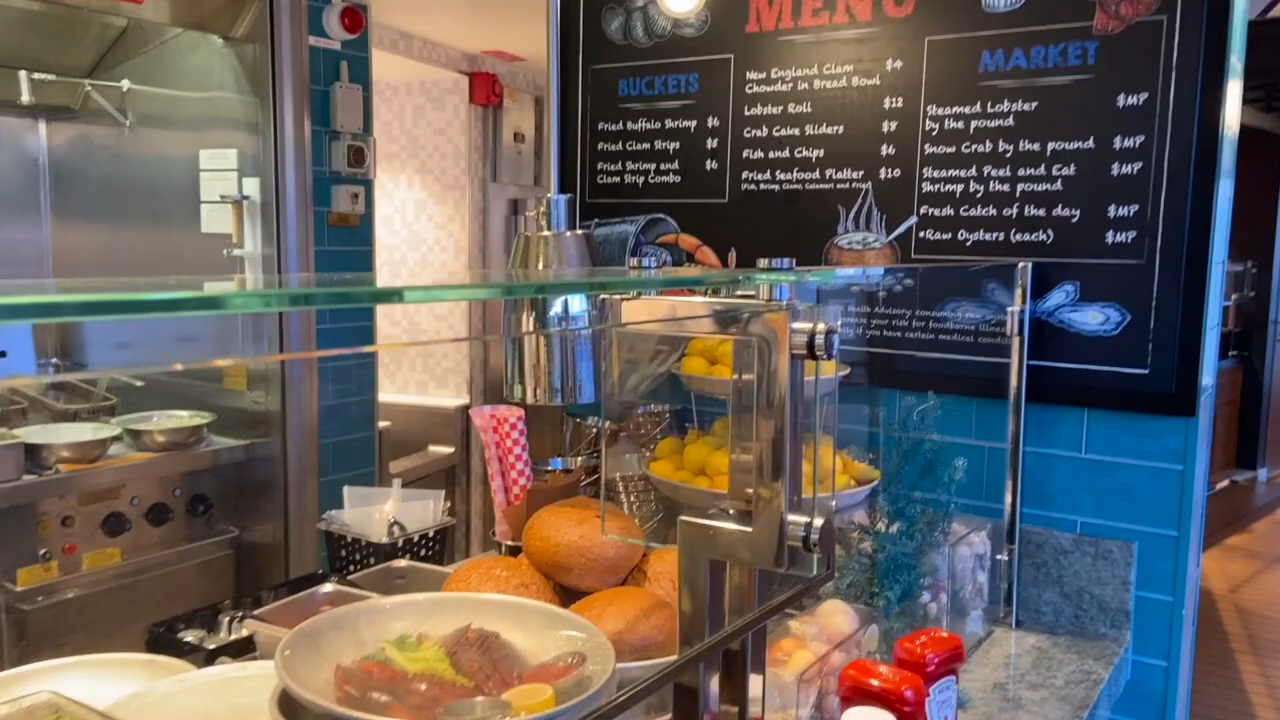 MENU
BUCKETS
Fried Buffalo Shrimp $6
Fried Clam Strips
Fried Shrimp and $6
Clam Strip Combo
New England Clam $4
Chowder in Bread Bowl
Lobster Roll $12
Crab Cake Sliders $8
Fish and Chips $6
Fried Seafood Platter $10
(Fish, Shrimp, Clams, Calamari and Fries)
MARKET
Steamed Lobster $MP
by the pound
Snow Crab by the pound $MP
Steamed Peel and Eat $MP
Shrimp by the pound
Fresh Catch of the day $MP
*Raw Oysters (each) $MP
Health Advisory: consuming raw
your risk for foodborne illness
if you have certain medical
HEINZ